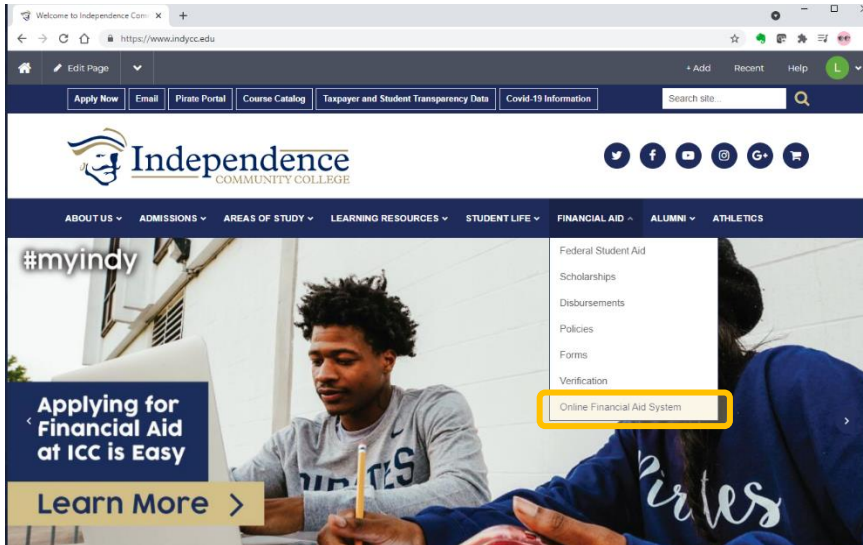 Welcome to Independence Com
https://www.indycc.edu
Edit Page
+ Add Recent Help L
Apply Now Email Pirate Portal Course Catalog Taxpayer and Student Transparency Data Covid-19 Information Search site...
Independence
COMMUNITY COLLEGE
ABOUT US ADMISSIONS AREAS OF STUDY LEARNING RESOURCES STUDENT LIFE FINANCIAL AID ALUMNI ATHLETICS
#myindy
Federal Student Aid
Scholarships
Disbursements
Policies
Forms
Verification
Online Financial Aid System
Applying for
Financial Aid
at ICC is Easy
Learn More >
PIRATES
Pirates